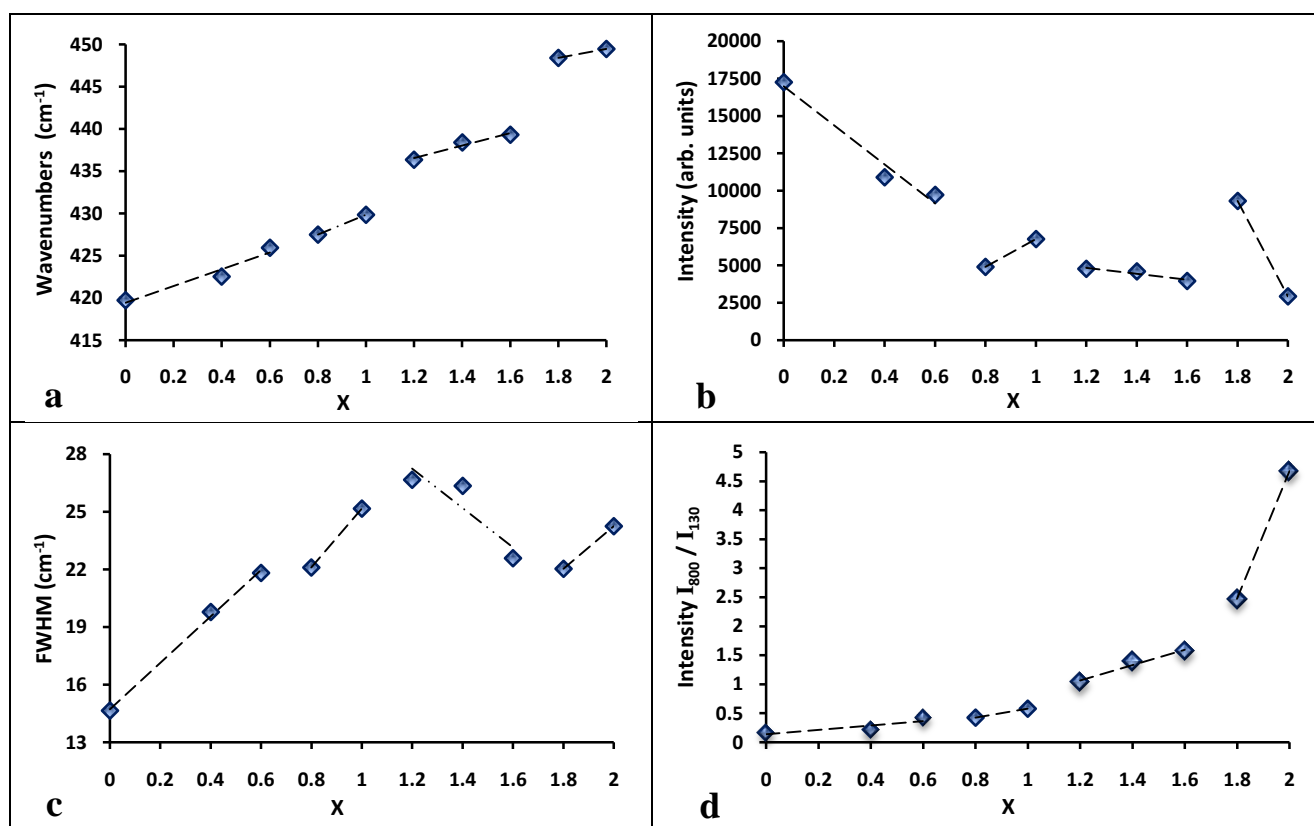 Wavenumbers (cm⁻¹)
450
445
440
435
430
425
420
415
0 0.2 0.4 0.6 0.8 1 1.2 1.4 1.6 1.8 2
X
a
Intensity (arb. units)
20000
17500
15000
12500
10000
7500
5000
2500
0
0 0.2 0.4 0.6 0.8 1 1.2 1.4 1.6 1.8 2
X
b
FWHM (cm⁻¹)
28
25
22
19
16
13
0 0.2 0.4 0.6 0.8 1 1.2 1.4 1.6 1.8 2
X
c
Intensity I₈₀₀ / I₁₃₀
5
4.5
4
3.5
3
2.5
2
1.5
1
0.5
0
0 0.2 0.4 0.6 0.8 1 1.2 1.4 1.6 1.8 2
X
d